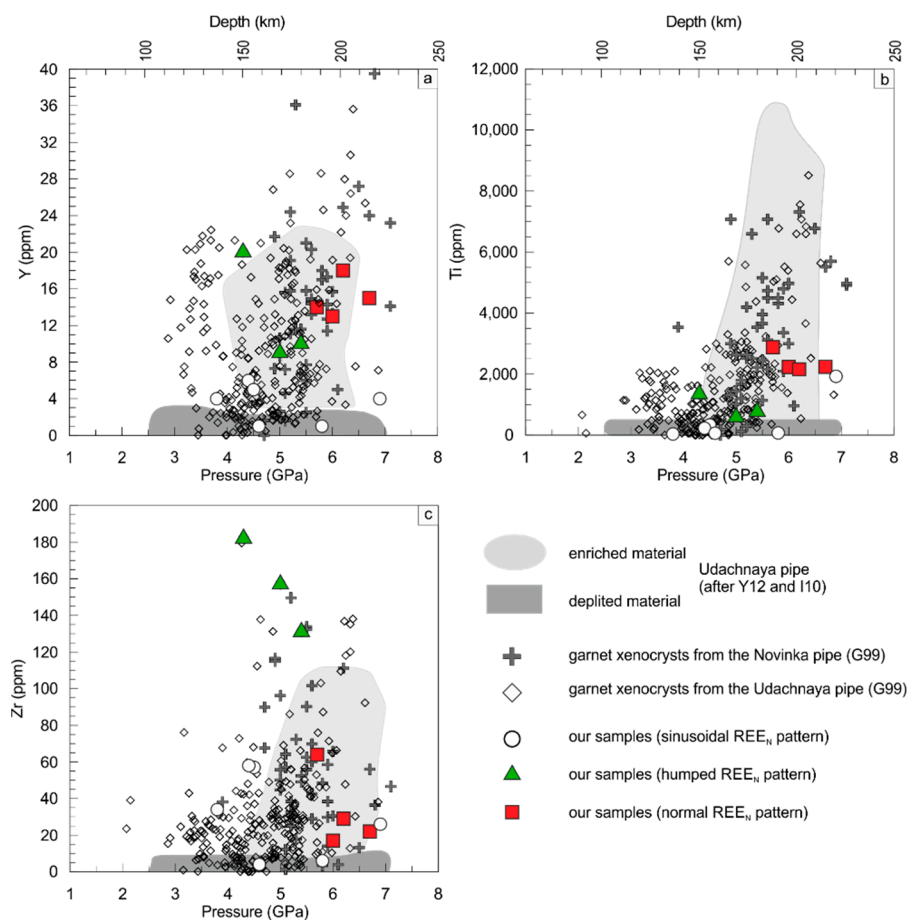 Depth (km)
100 150 200 250
a
40
36
32
28
24
20
16
12
8
4
0
Y (ppm)
1 2 3 4 5 6 7 8
Pressure (GPa)
Depth (km)
100 150 200 250
b
12,000
10,000
8,000
6,000
4,000
2,000
0
Ti (ppm)
1 2 3 4 5 6 7 8
Pressure (GPa)
c
200
180
160
140
120
100
80
60
40
20
0
Zr (ppm)
1 2 3 4 5 6 7 8
Pressure (GPa)
enriched material
Udachnaya pipe
(after Y12 and I10)
deplited material
garnet xenocrysts from the Novinka pipe (G99)
garnet xenocrysts from the Udachnaya pipe (G99)
our samples (sinusoidal REEN pattern)
our samples (humped REEN pattern)
our samples (normal REEN pattern)